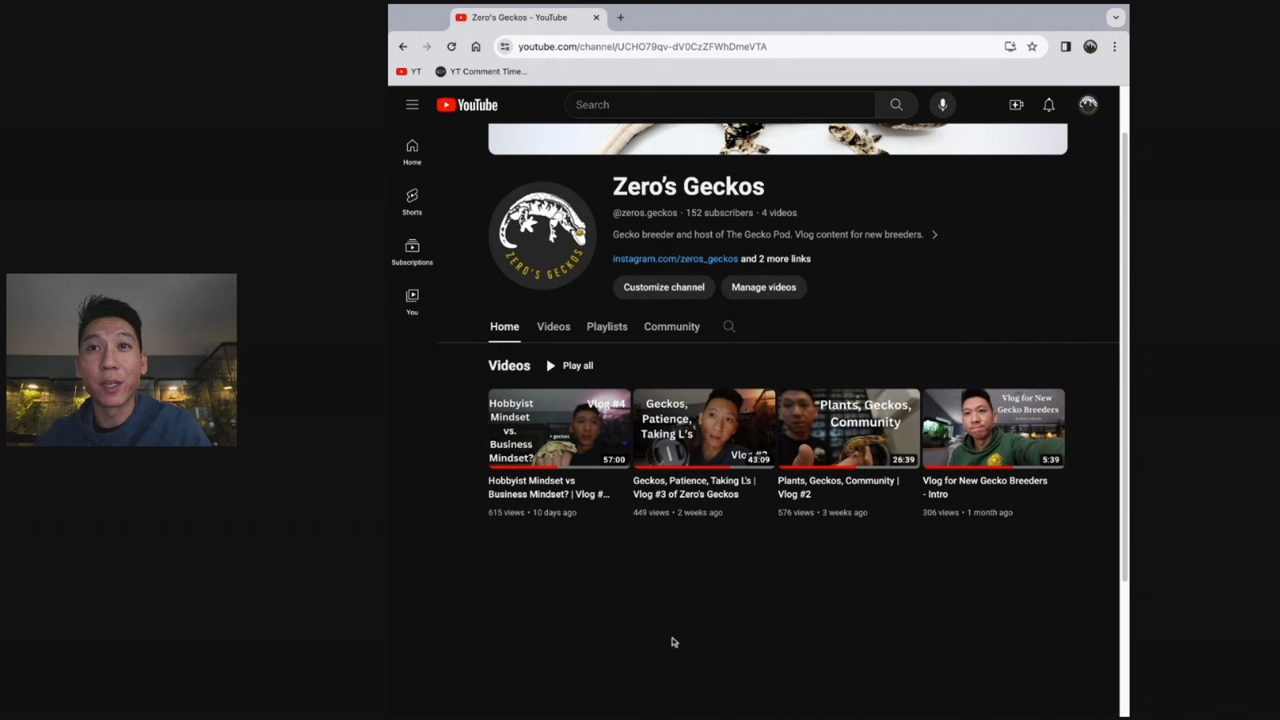 Zero's Geckos - YouTube
youtube.com/channel/UCHO79qv-dV0CzZFWhDmeVTA
YT
YT Comment Time...
YouTube
Search
Home
Shorts
Subscriptions
You
ZERO'S GECKOS
Zero's Geckos
@zeros.geckos · 152 subscribers · 4 videos
Gecko breeder and host of The Gecko Pod. Vlog content for new breeders.
instagram.com/zeros_geckos and 2 more links
Customize channel
Manage videos
Home
Videos
Playlists
Community
Videos
Play all
Hobbyist
Mindset
vs.
Business
Mindset?
Vlog #4
• geckos
57:00
Hobbyist Mindset vs
Business Mindset? | Vlog #...
615 views · 10 days ago
Geckos,
Patience,
Taking L's
43:09
Geckos, Patience, Taking L's |
Vlog #3 of Zero's Geckos
449 views · 2 weeks ago
Plants, Geckos,
Community
26:39
Plants, Geckos, Community |
Vlog #2
576 views · 3 weeks ago
Vlog for New
Gecko Breeders
5:39
Vlog for New Gecko Breeders
- Intro
306 views · 1 month ago